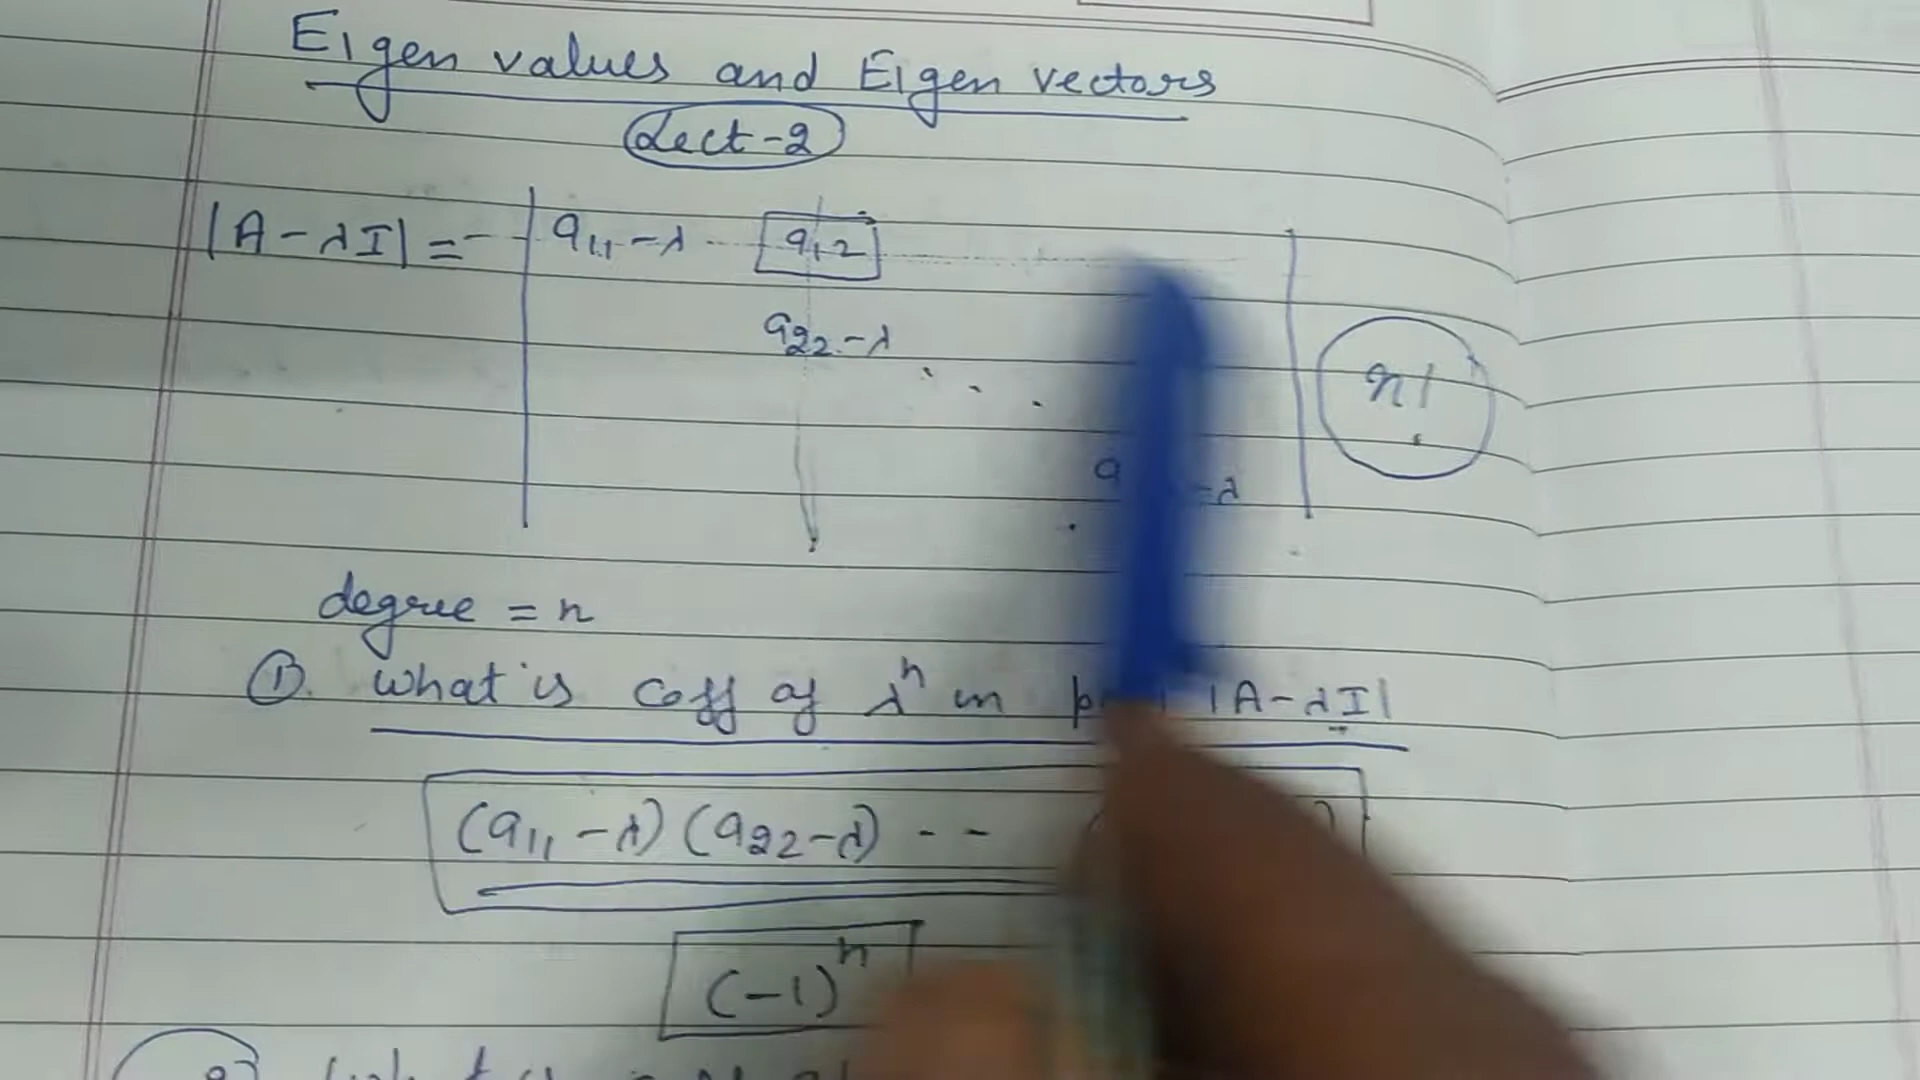 Eigen values and Eigen vectors
Lect-2
|A-λI| = a11-λ a12
a22-λ
a -λ
n!
degree = n
① what is Coff of λ^n in |A-λI|
(a11-λ)(a22-λ) - -
(-1)^n